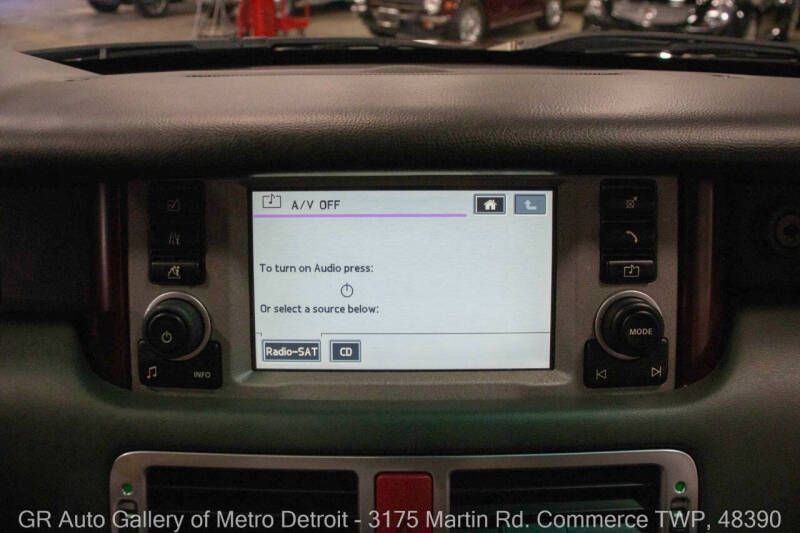 A/V OFF
To turn on Audio press:
Or select a source below:
Radio-SAT CD
MODE
INFO
GR Auto Gallery of Metro Detroit - 3175 Martin Rd. Commerce TWP, 48390